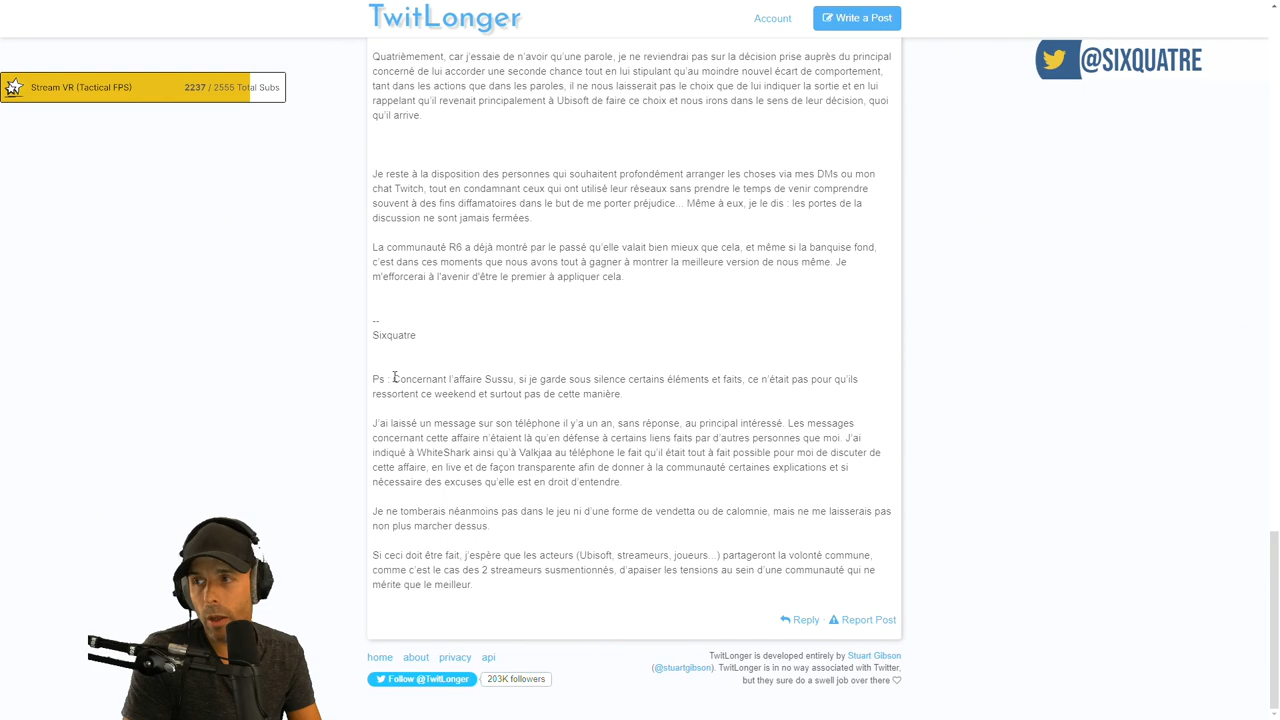 TwitLonger
Account
Write a Post
@SIXQUATRE
Stream VR (Tactical FPS)
2237 / 2555 Total Subs
Quatrièmement, car j'essaie de n'avoir qu'une parole, je ne reviendrai pas sur la décision prise auprès du principal
concerné de lui accorder une seconde chance tout en lui stipulant qu'au moindre nouvel écart de comportement,
tant dans les actions que dans les paroles, il ne nous laisserait pas le choix que de lui indiquer la sortie et en lui
rappelant qu'il revenait principalement à Ubisoft de faire ce choix et nous irons dans le sens de leur décision, quoi
qu'il arrive.
Je reste à la disposition des personnes qui souhaitent profondément arranger les choses via mes DMs ou mon
chat Twitch, tout en condamnant ceux qui ont utilisé leur réseaux sans prendre le temps de venir comprendre
souvent à des fins diffamatoires dans le but de me porter préjudice... Même à eux, je le dis : les portes de la
discussion ne sont jamais fermées.
La communauté R6 a déjà montré par le passé qu'elle valait bien mieux que cela, et même si la banquise fond,
c'est dans ces moments que nous avons tout à gagner à montrer la meilleure version de nous même. Je
m'efforcerai à l'avenir d'être le premier à appliquer cela.
--
Sixquatre
Ps : Concernant l'affaire Sussu, si je garde sous silence certains éléments et faits, ce n'était pas pour qu'ils
ressortent ce weekend et surtout pas de cette manière.
J'ai laissé un message sur son téléphone il y'a un an, sans réponse, au principal intéressé. Les messages
concernant cette affaire n'étaient là qu'en défense à certains liens faits par d'autres personnes que moi. J'ai
indiqué à WhiteShark ainsi qu'à Valkjaa au téléphone le fait qu'il était tout à fait possible pour moi de discuter de
cette affaire, en live et de façon transparente afin de donner à la communauté certaines explications et si
nécessaire des excuses qu'elle est en droit d'entendre.
Je ne tomberais néanmoins pas dans le jeu ni d'une forme de vendetta ou de calomnie, mais ne me laisserais pas
non plus marcher dessus.
Si ceci doit être fait, j'espère que les acteurs (Ubisoft, streameurs, joueurs...) partageront la volonté commune,
comme c'est le cas des 2 streameurs susmentionnés, d'apaiser les tensions au sein d'une communauté qui ne
mérite que le meilleur.
Reply · Report Post
home about privacy api
Follow @TwitLonger
203K followers
TwitLonger is developed entirely by Stuart Gibson
(@stuartgibson). TwitLonger is in no way associated with Twitter,
but they sure do a swell job over there